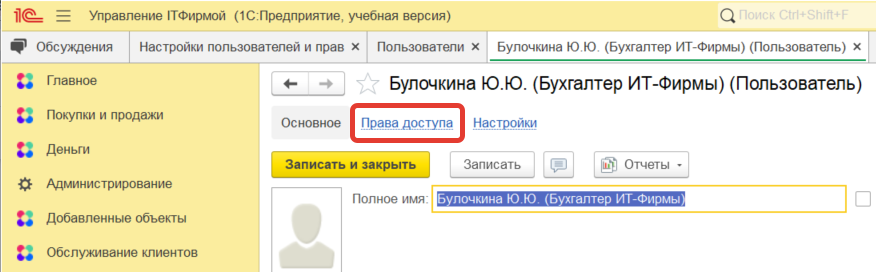 1С Управление ITФирмой (1С:Предприятие, учебная версия) Поиск Ctrl+Shift+F
Обсуждения Настройки пользователей и прав × Пользователи × Булочкина Ю.Ю. (Бухгалтер ИТ-Фирмы) (Пользователь) ×
Главное
Покупки и продажи
Деньги
Администрирование
Добавленные объекты
Обслуживание клиентов
Булочкина Ю.Ю. (Бухгалтер ИТ-Фирмы) (Пользователь)
Основное Права доступа Настройки
Записать и закрыть Записать Отчеты
Полное имя: Булочкина Ю.Ю. (Бухгалтер ИТ-Фирмы)